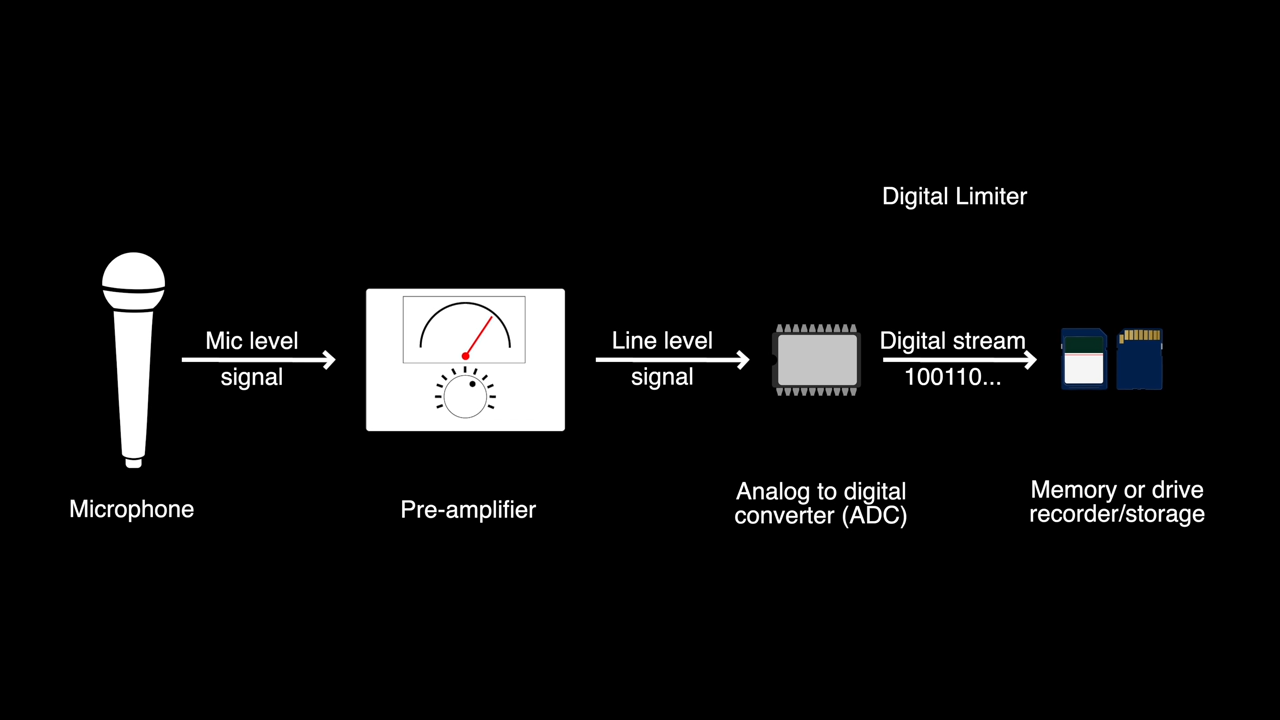 Digital Limiter
Mic level
signal
Line level
signal
Digital stream
100110...
Microphone
Pre-amplifier
Analog to digital
converter (ADC)
Memory or drive
recorder/storage